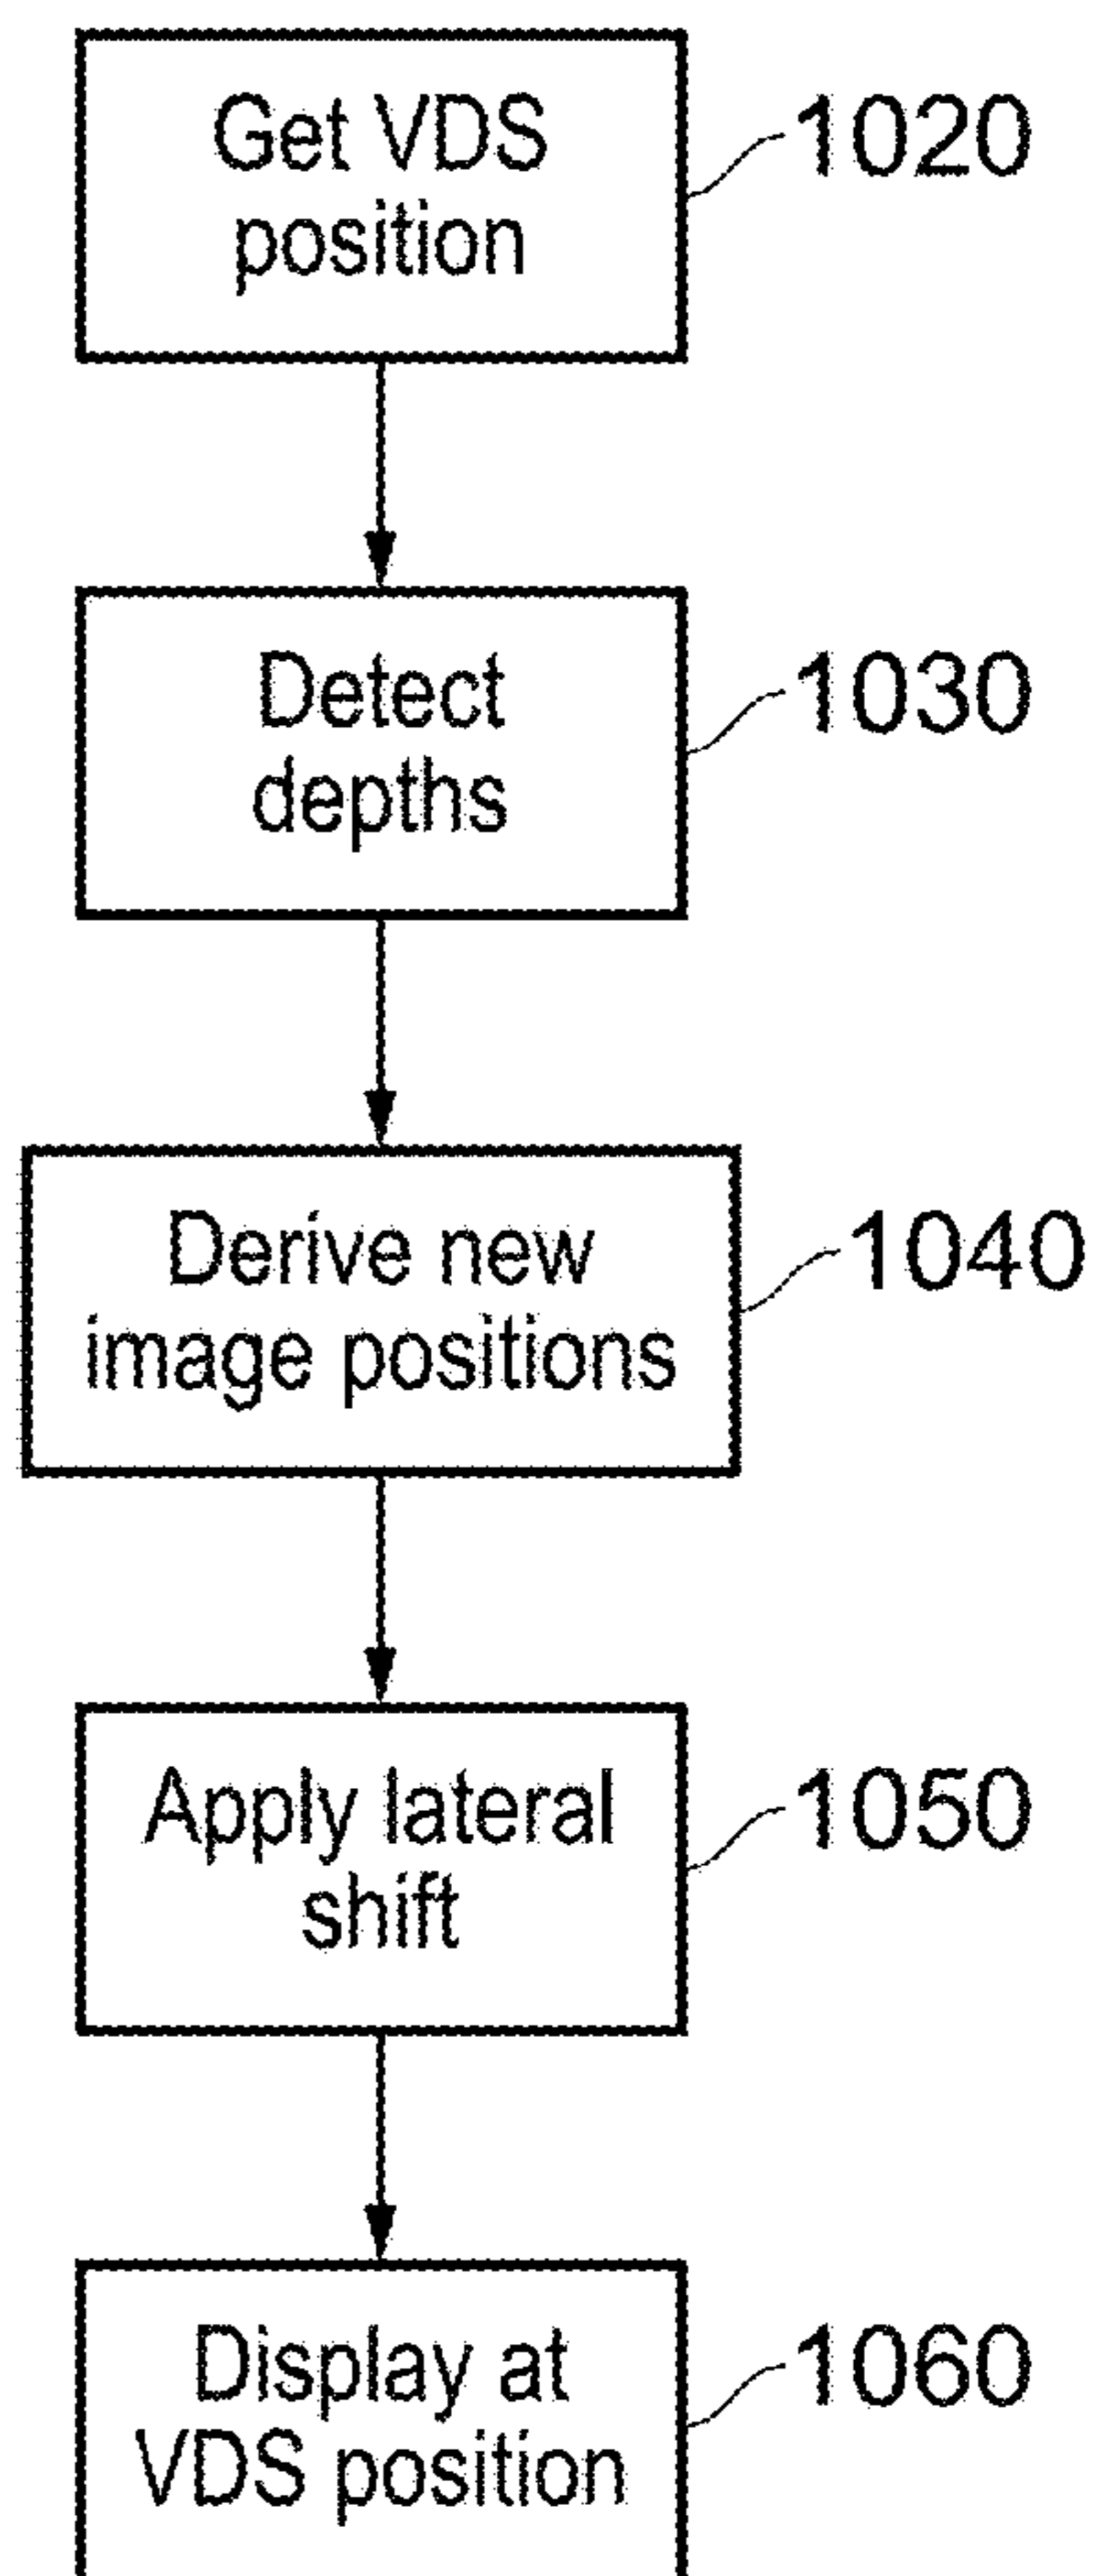 Get VDS
position
1020
Detect
depths
1030
Derive new
image positions
1040
Apply lateral
shift
1050
Display at
VDS position
1060